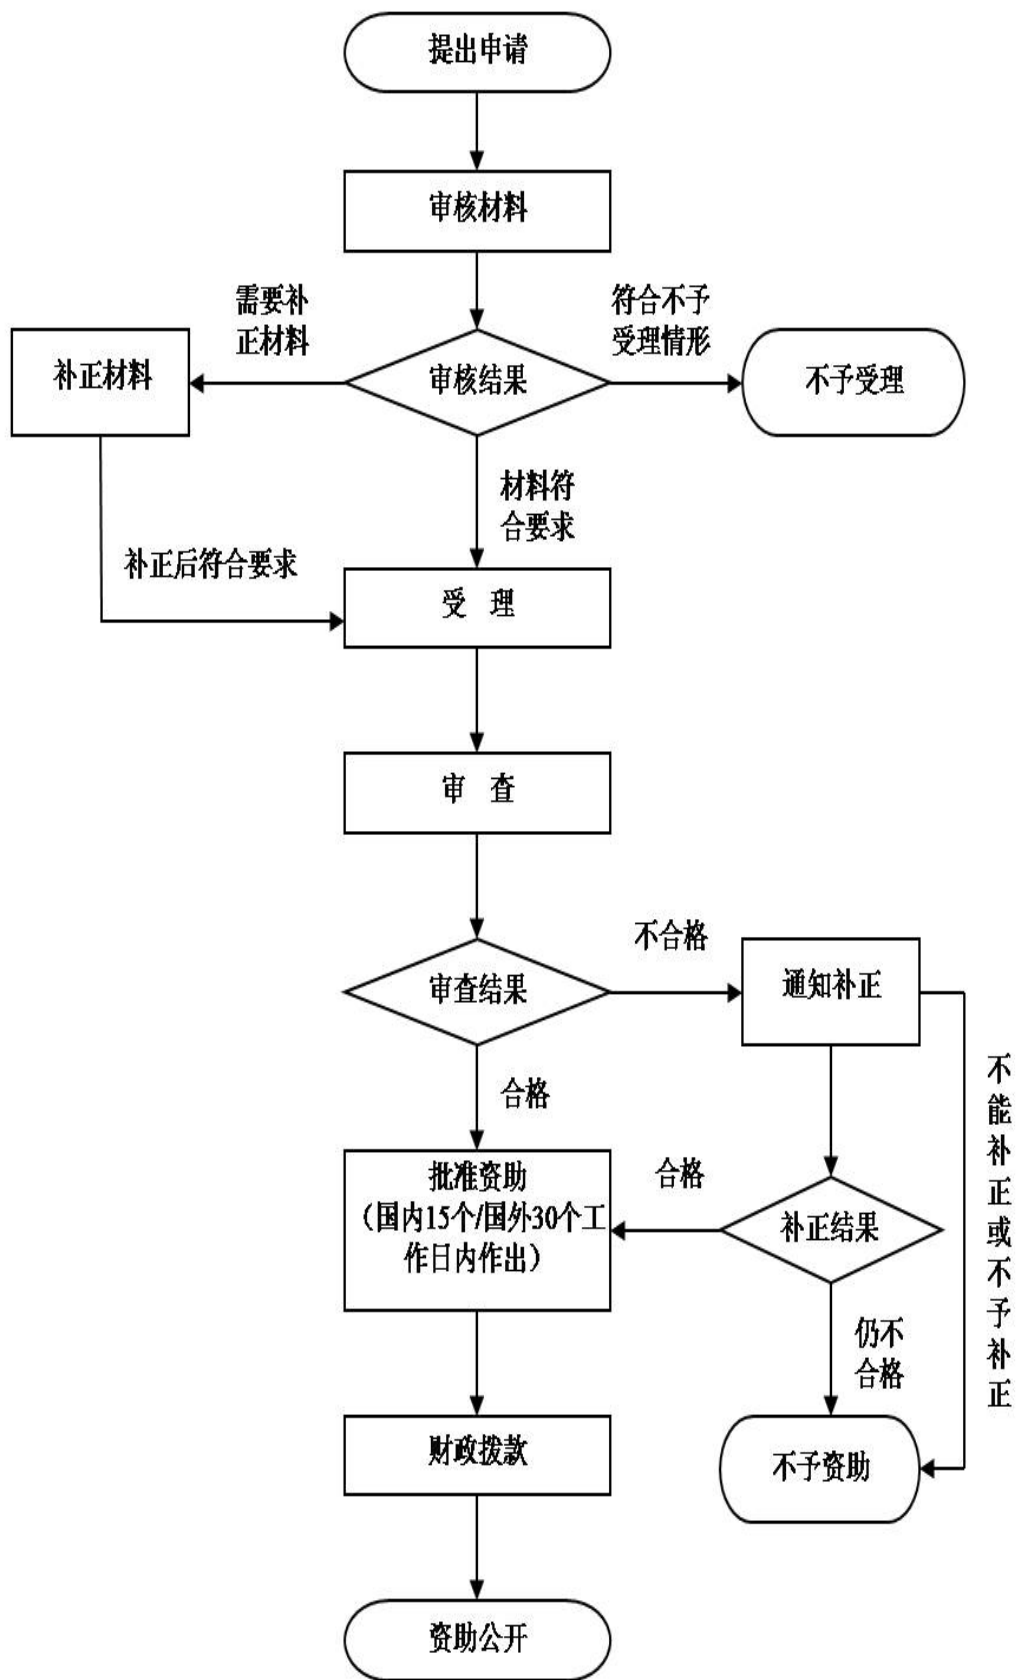 提出申请
审核材料
需要补
正材料
符合不予
受理情形
补正材料
审核结果
不予受理
材料符
合要求
补正后符合要求
受 理
审 查
不合格
审查结果
通知补正
合格
不能补正或不予补正
批准资助
（国内15个/国外30个工
作日内作出）
合格
补正结果
仍不
合格
财政拨款
不予资助
资助公开